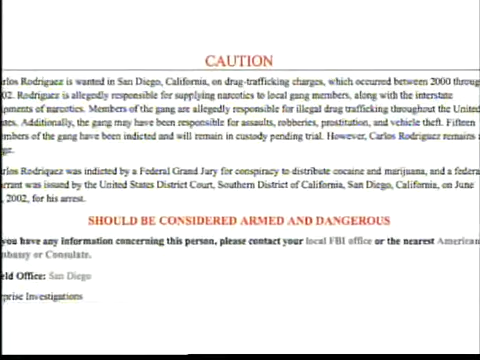 CAUTION
rlos Rodriguez is wanted in San Diego, California, on drug-trafficking charges, which occurred between 2000 throug
02. Rodriguez is allegedly responsible for supplying narcotics to local gang members, along with the interstate
ipments of narcotics. Members of the gang are allegedly responsible for illegal drug trafficking throughout the United
ates. Additionally, the gang may have been responsible for assaults, robberies, prostitution, and vehicle theft. Fifteen
mbers of the gang have been indicted and will remain in custody pending trial. However, Carlos Rodriguez remains a
ge.
rlos Rodriquez was indicted by a Federal Grand Jury for conspiracy to distribute cocaine and marijuana, and a federa
arrant was issued by the United States District Court, Southern District of California, San Diego, California, on June
, 2002, for his arrest.
SHOULD BE CONSIDERED ARMED AND DANGEROUS
you have any information concerning this person, please contact your local FBI office or the nearest American
mbassy or Consulate.
eld Office: San Diego
rprise Investigations